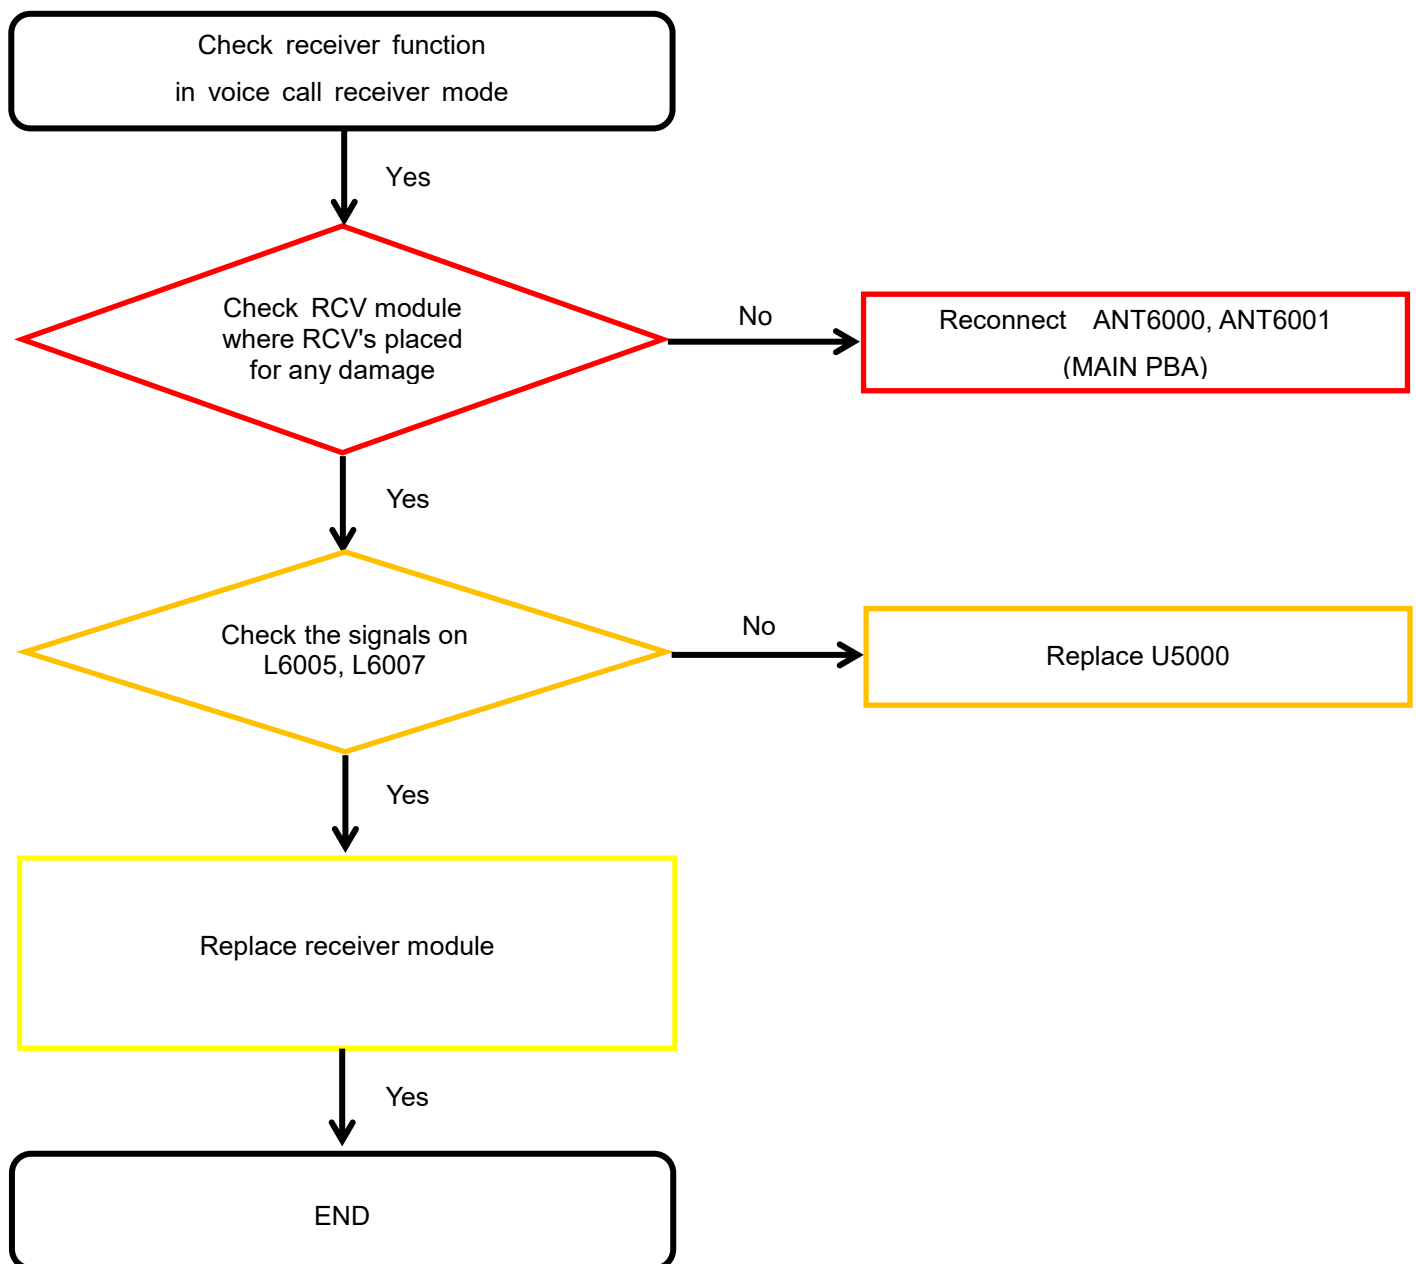 Check receiver function
in voice call receiver mode
Yes
Check RCV module
where RCV's placed
for any damage
No
Reconnect ANT6000, ANT6001
(MAIN PBA)
Yes
Check the signals on
L6005, L6007
No
Replace U5000
Yes
Replace receiver module
Yes
END